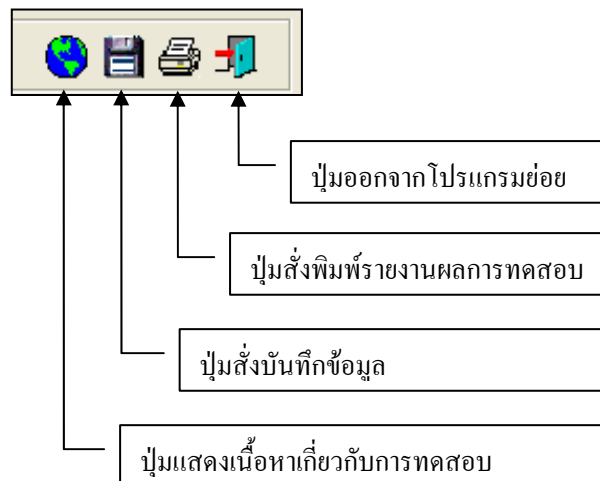 ปุ่มออกจากโปรแกรมย่อย
ปุ่มสั่งพิมพ์รายงานผลการทดสอบ
ปุ่มสั่งบันทึกข้อมูล
ปุ่มแสดงเนื้อหาเกี่ยวกับการทดสอบ